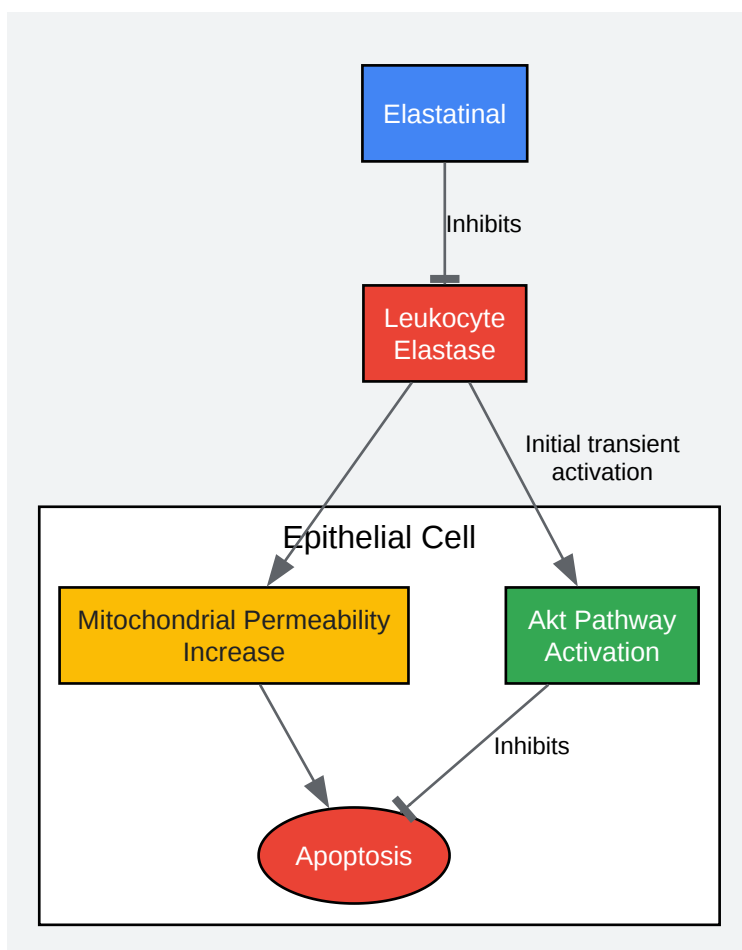 Elastatinal
Inhibits
Leukocyte
Elastase
Initial transient
activation
Epithelial Cell
Mitochondrial Permeability
Increase
Akt Pathway
Activation
Inhibits
Apoptosis